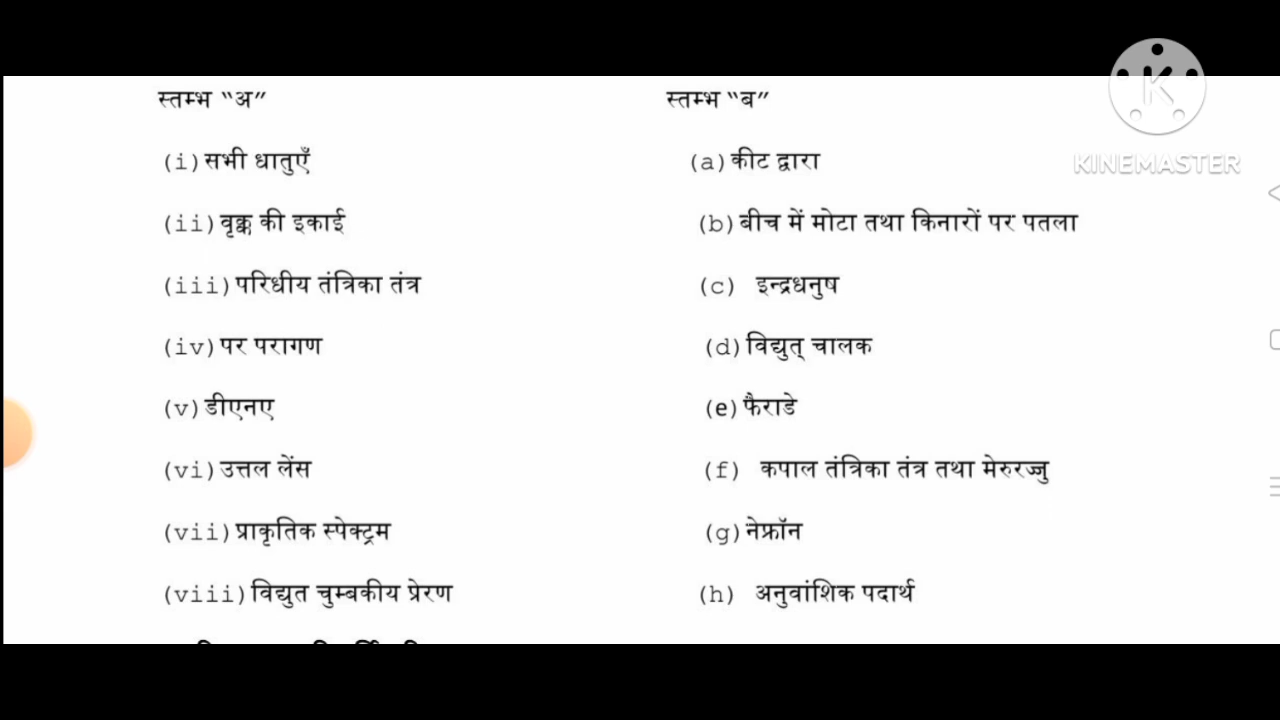 स्तम्भ “अ” स्तम्भ “ब”
(i) सभी धातुएँ (a) कीट द्वारा
KINEMASTER
(ii) वृक्क की इकाई (b) बीच में मोटा तथा किनारों पर पतला
(iii) परिधीय तंत्रिका तंत्र (c) इन्द्रधनुष
(iv) पर परागण (d) विद्युत् चालक
(v) डीएनए (e) फैराडे
(vi) उत्तल लेंस (f) कपाल तंत्रिका तंत्र तथा मेरुरज्जु
(vii) प्राकृतिक स्पेक्ट्रम (g) नेफ्रॉन
(viii) विद्युत चुम्बकीय प्रेरण (h) अनुवांशिक पदार्थ